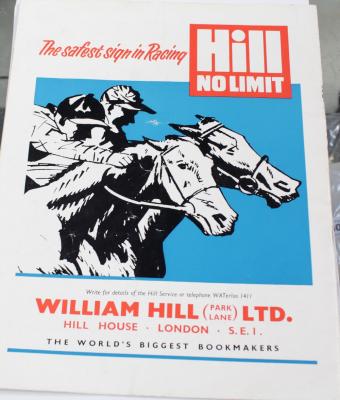 The safest sign in Racing
Hill
NO LIMIT
Write for details of the Hill Service or telephone WATerloo 1411
WILLIAM HILL (PARK LANE) LTD.
HILL HOUSE · LONDON · S.E.1.
THE WORLD'S BIGGEST BOOKMAKERS